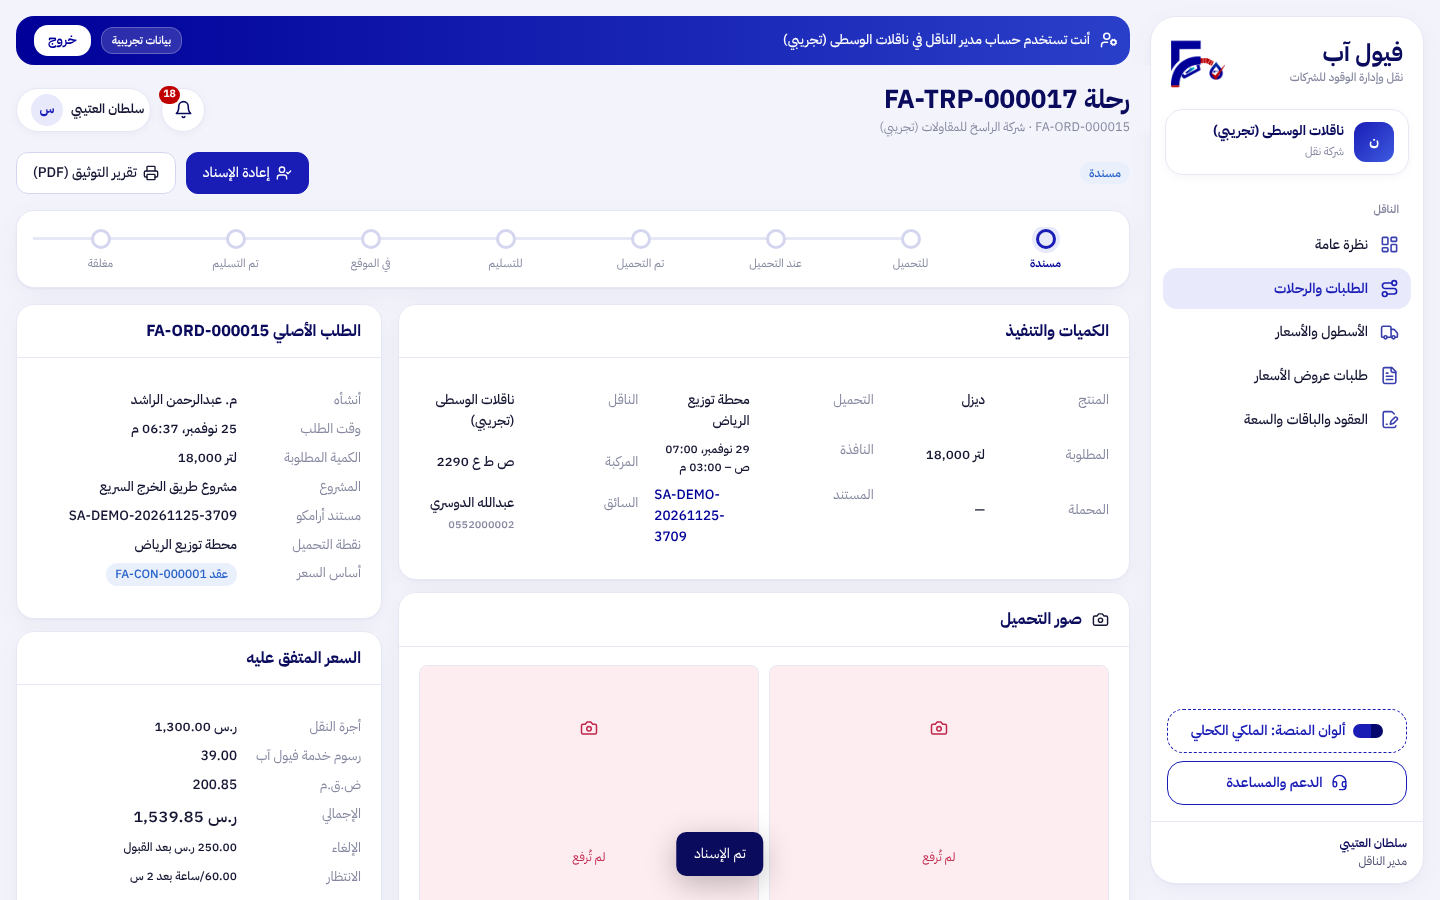 أنت تستخدم حساب مدير الناقل في ناقلات الوسطى (تجريبي)
بيانات تجريبية
خروج
فيول آب
نقل وإدارة الوقود للشركات
ناقلات الوسطى (تجريبي)
شركة نقل
ن
الناقل
نظرة عامة
الطلبات والرحلات
الأسطول والأسعار
طلبات عروض الأسعار
العقود والباقات والسعة
ألوان المنصة: الملكي الكحلي
الدعم والمساعدة
سلطان العتيبي
مدير الناقل
رحلة FA-TRP-000017
FA-ORD-000015 · شركة الراسخ للمقاولات (تجريبي)
18
سلطان العتيبي
س
مسندة
إعادة الإسناد
تقرير التوثيق (PDF)
مسندة
للتحميل
عند التحميل
تم التحميل
للتسليم
في الموقع
تم التسليم
مغلقة
الكميات والتنفيذ
المنتج
ديزل
المطلوبة
18,000 لتر
المحملة
—
التحميل
محطة توزيع
الرياض
النافذة
29 نوفمبر، 07:00
ص – 03:00 م
المستند
SA-DEMO-
20261125-
3709
الناقل
ناقلات الوسطى
(تجريبي)
المركبة
ص ط ع 2290
السائق
عبدالله الدوسري
0552000002
صور التحميل
لم تُرفع
لم تُرفع
تم الإسناد
الطلب الأصلي FA-ORD-000015
أنشأه
م. عبدالرحمن الراشد
وقت الطلب
25 نوفمبر، 06:37 م
الكمية المطلوبة
18,000 لتر
المشروع
مشروع طريق الخرج السريع
مستند أرامكو
SA-DEMO-20261125-3709
نقطة التحميل
محطة توزيع الرياض
أساس السعر
عقد FA-CON-000001
السعر المتفق عليه
أجرة النقل
1,300.00 ر.س
رسوم خدمة فيول آب
39.00
ض.ق.م
200.85
الإجمالي
1,539.85 ر.س
الإلغاء
250.00 ر.س بعد القبول
الانتظار
60.00/ساعة بعد 2 س